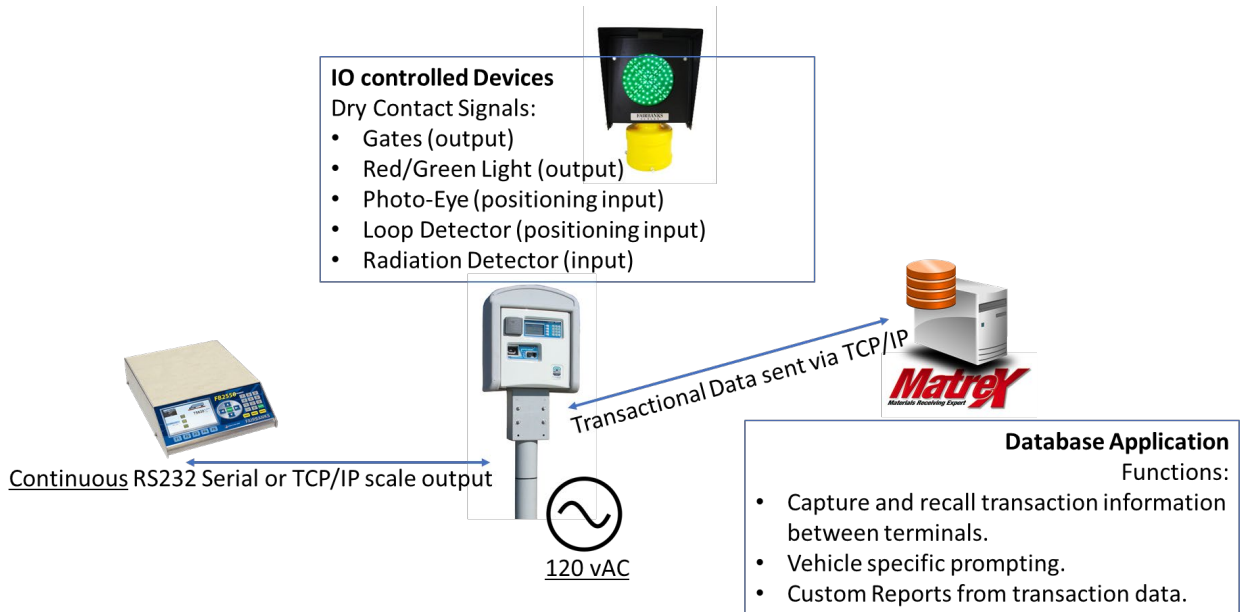 IO controlled Devices
Dry Contact Signals:
• Gates (output)
• Red/Green Light (output)
• Photo-Eye (positioning input)
• Loop Detector (positioning input)
• Radiation Detector (input)
FAIRBANKS
FB2550
Continuous RS232 Serial or TCP/IP scale output
Transactional Data sent via TCP/IP
120 vAC
MatreX
Materials Receiving Expert
Database Application
Functions:
• Capture and recall transaction information
between terminals.
• Vehicle specific prompting.
• Custom Reports from transaction data.